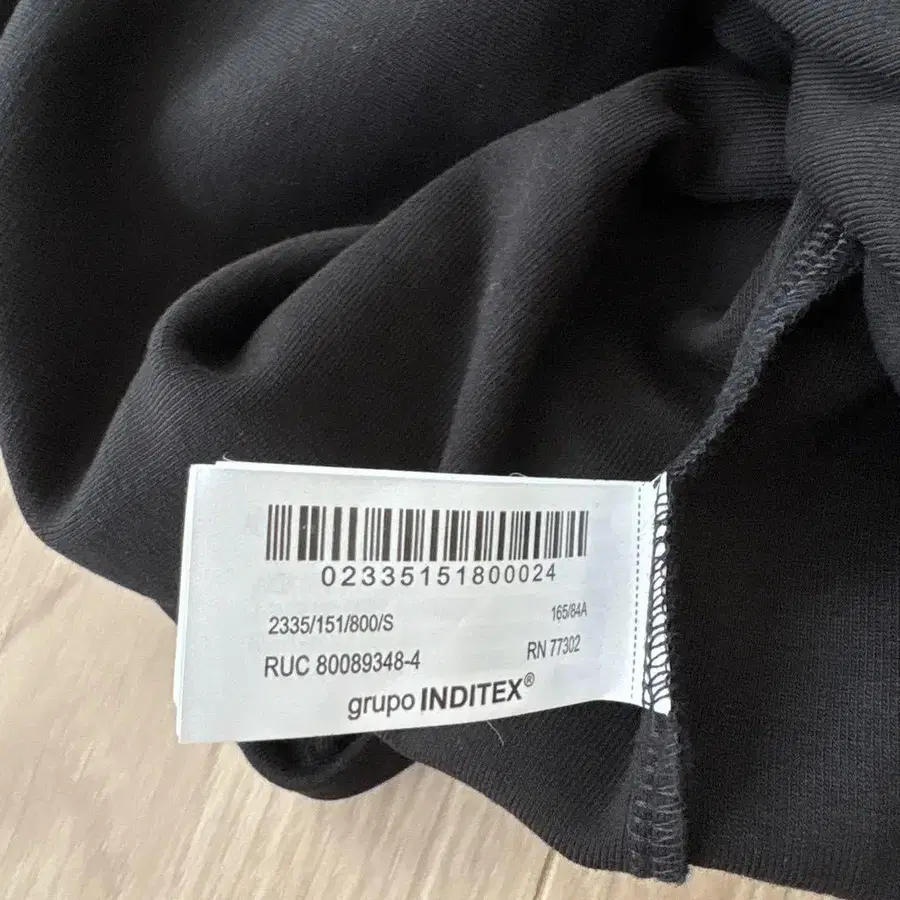 02335151800024
2335/151/800/S 165/84A
RUC 80089348-4 RN 77302
grupo INDITEX®